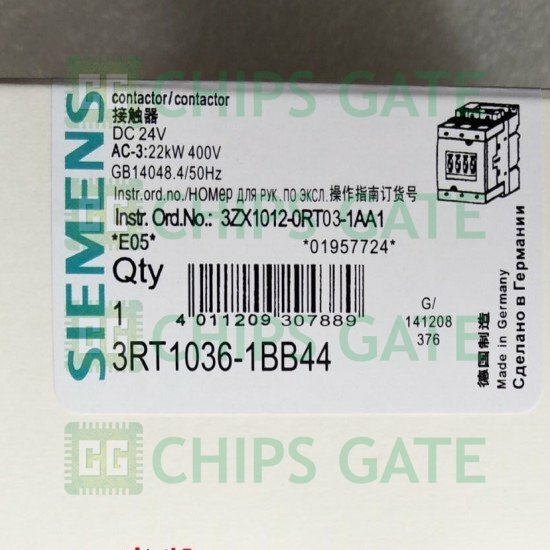 CHIPS GATE
SIEMENS
contactor/contactor
接触器
DC 24V
AC-3:22kW 400V
GB14048.4/50Hz
Instr.ord.no./НОМер ДЛЯ РУК. ПО ЭКСЛ.操作指南订货号
Instr. Ord.No.: 3ZX1012-0RT03-1AA1
*E05* *01957724*
Qty
1
4 011209 307889
G/
141208
376
3RT1036-1BB44
德国制造
Made in Germany
Сделано в Германии
CHIPS GATE
CHIPS GATE
CHIPS GATE